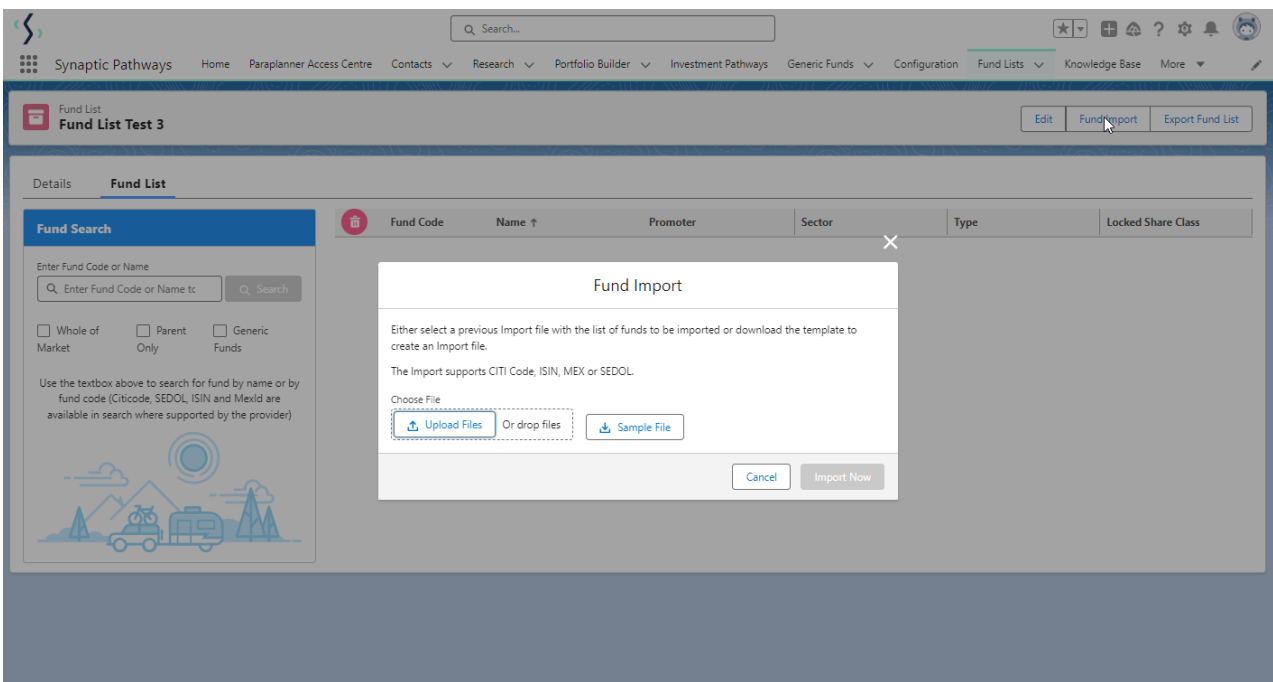 Search...
Synaptic Pathways
Home
Paraplanner Access Centre
Contacts
Research
Portfolio Builder
Investment Pathways
Generic Funds
Configuration
Fund Lists
Knowledge Base
More
Fund List
Fund List Test 3
Edit
Fund Import
Export Fund List
Details
Fund List
Fund Search
Fund Code
Name
Promoter
Sector
Type
Locked Share Class
Enter Fund Code or Name
Enter Fund Code or Name tc
Search
Whole of
Market
Parent
Only
Generic
Funds
Use the textbox above to search for fund by name or by
fund code (Citicode, SEDOL, ISIN and MexId are
available in search where supported by the provider)
Fund Import
Either select a previous Import file with the list of funds to be imported or download the template to
create an Import file.
The Import supports CITI Code, ISIN, MEX or SEDOL.
Choose File
Upload Files
Or drop files
Sample File
Cancel
Import Now